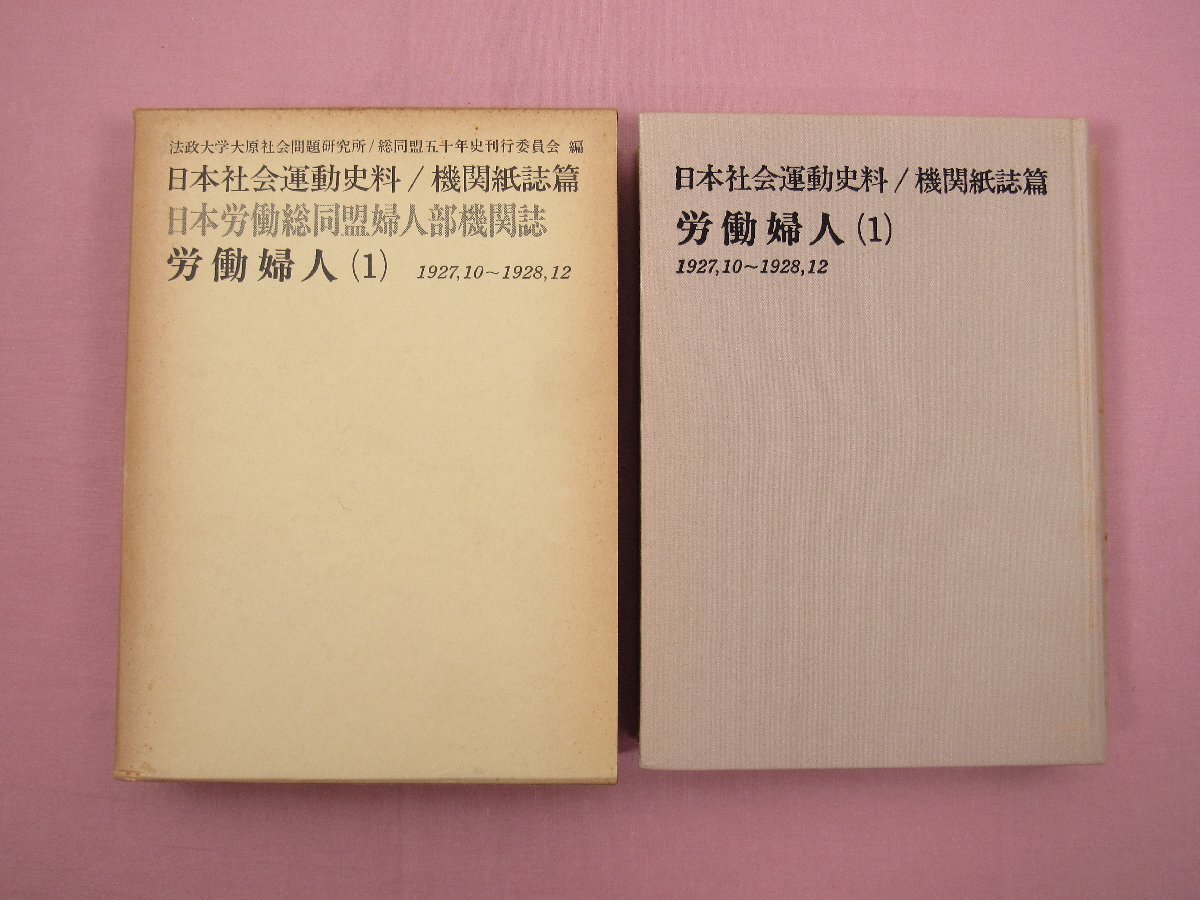 法政大学大原社会問題研究所/総同盟五十年史刊行委員会 編
日本社会運動史料/機関紙誌篇
日本労働総同盟婦人部機関誌
労働婦人(1) 1927,10~1928,12
日本社会運動史料/機関紙誌篇
労働婦人(1)
1927,10~1928,12